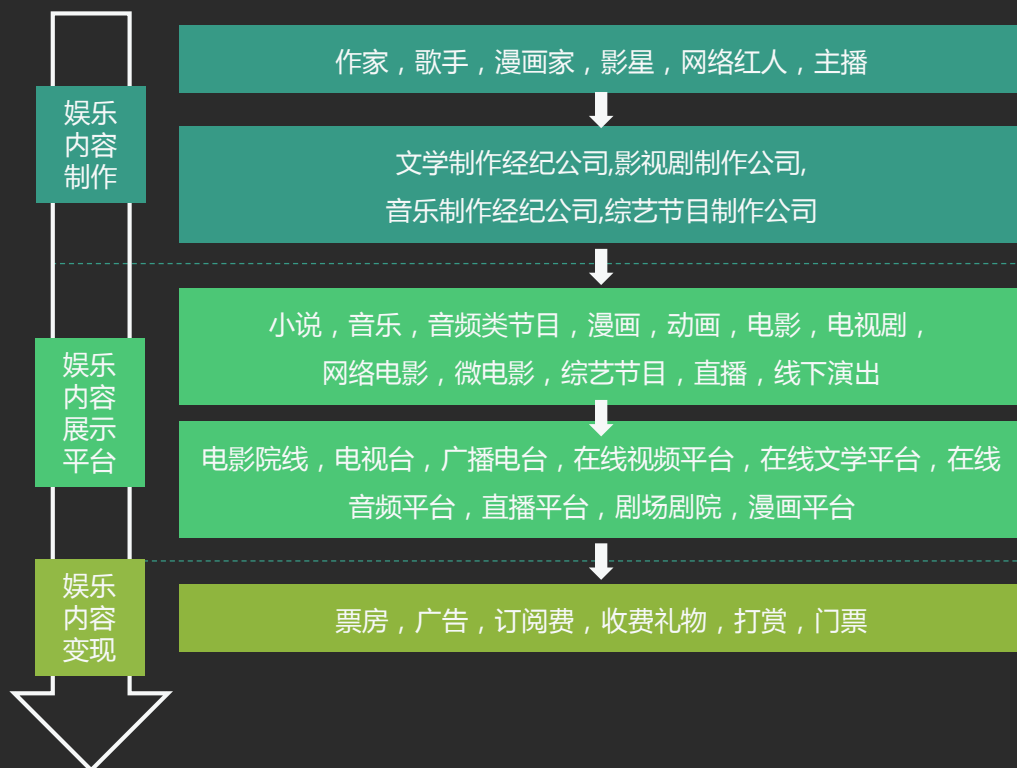 作家，歌手，漫画家，影星，网络红人，主播
娱乐
内容
制作
文学制作经纪公司,影视剧制作公司,
音乐制作经纪公司,综艺节目制作公司
小说，音乐，音频类节目，漫画，动画，电影，电视剧，
网络电影，微电影，综艺节目，直播，线下演出
娱乐
内容
展示
平台
电影院线，电视台，广播电台，在线视频平台，在线文学平台，在线
音频平台，直播平台，剧场剧院，漫画平台
娱乐
内容
变现
票房，广告，订阅费，收费礼物，打赏，门票